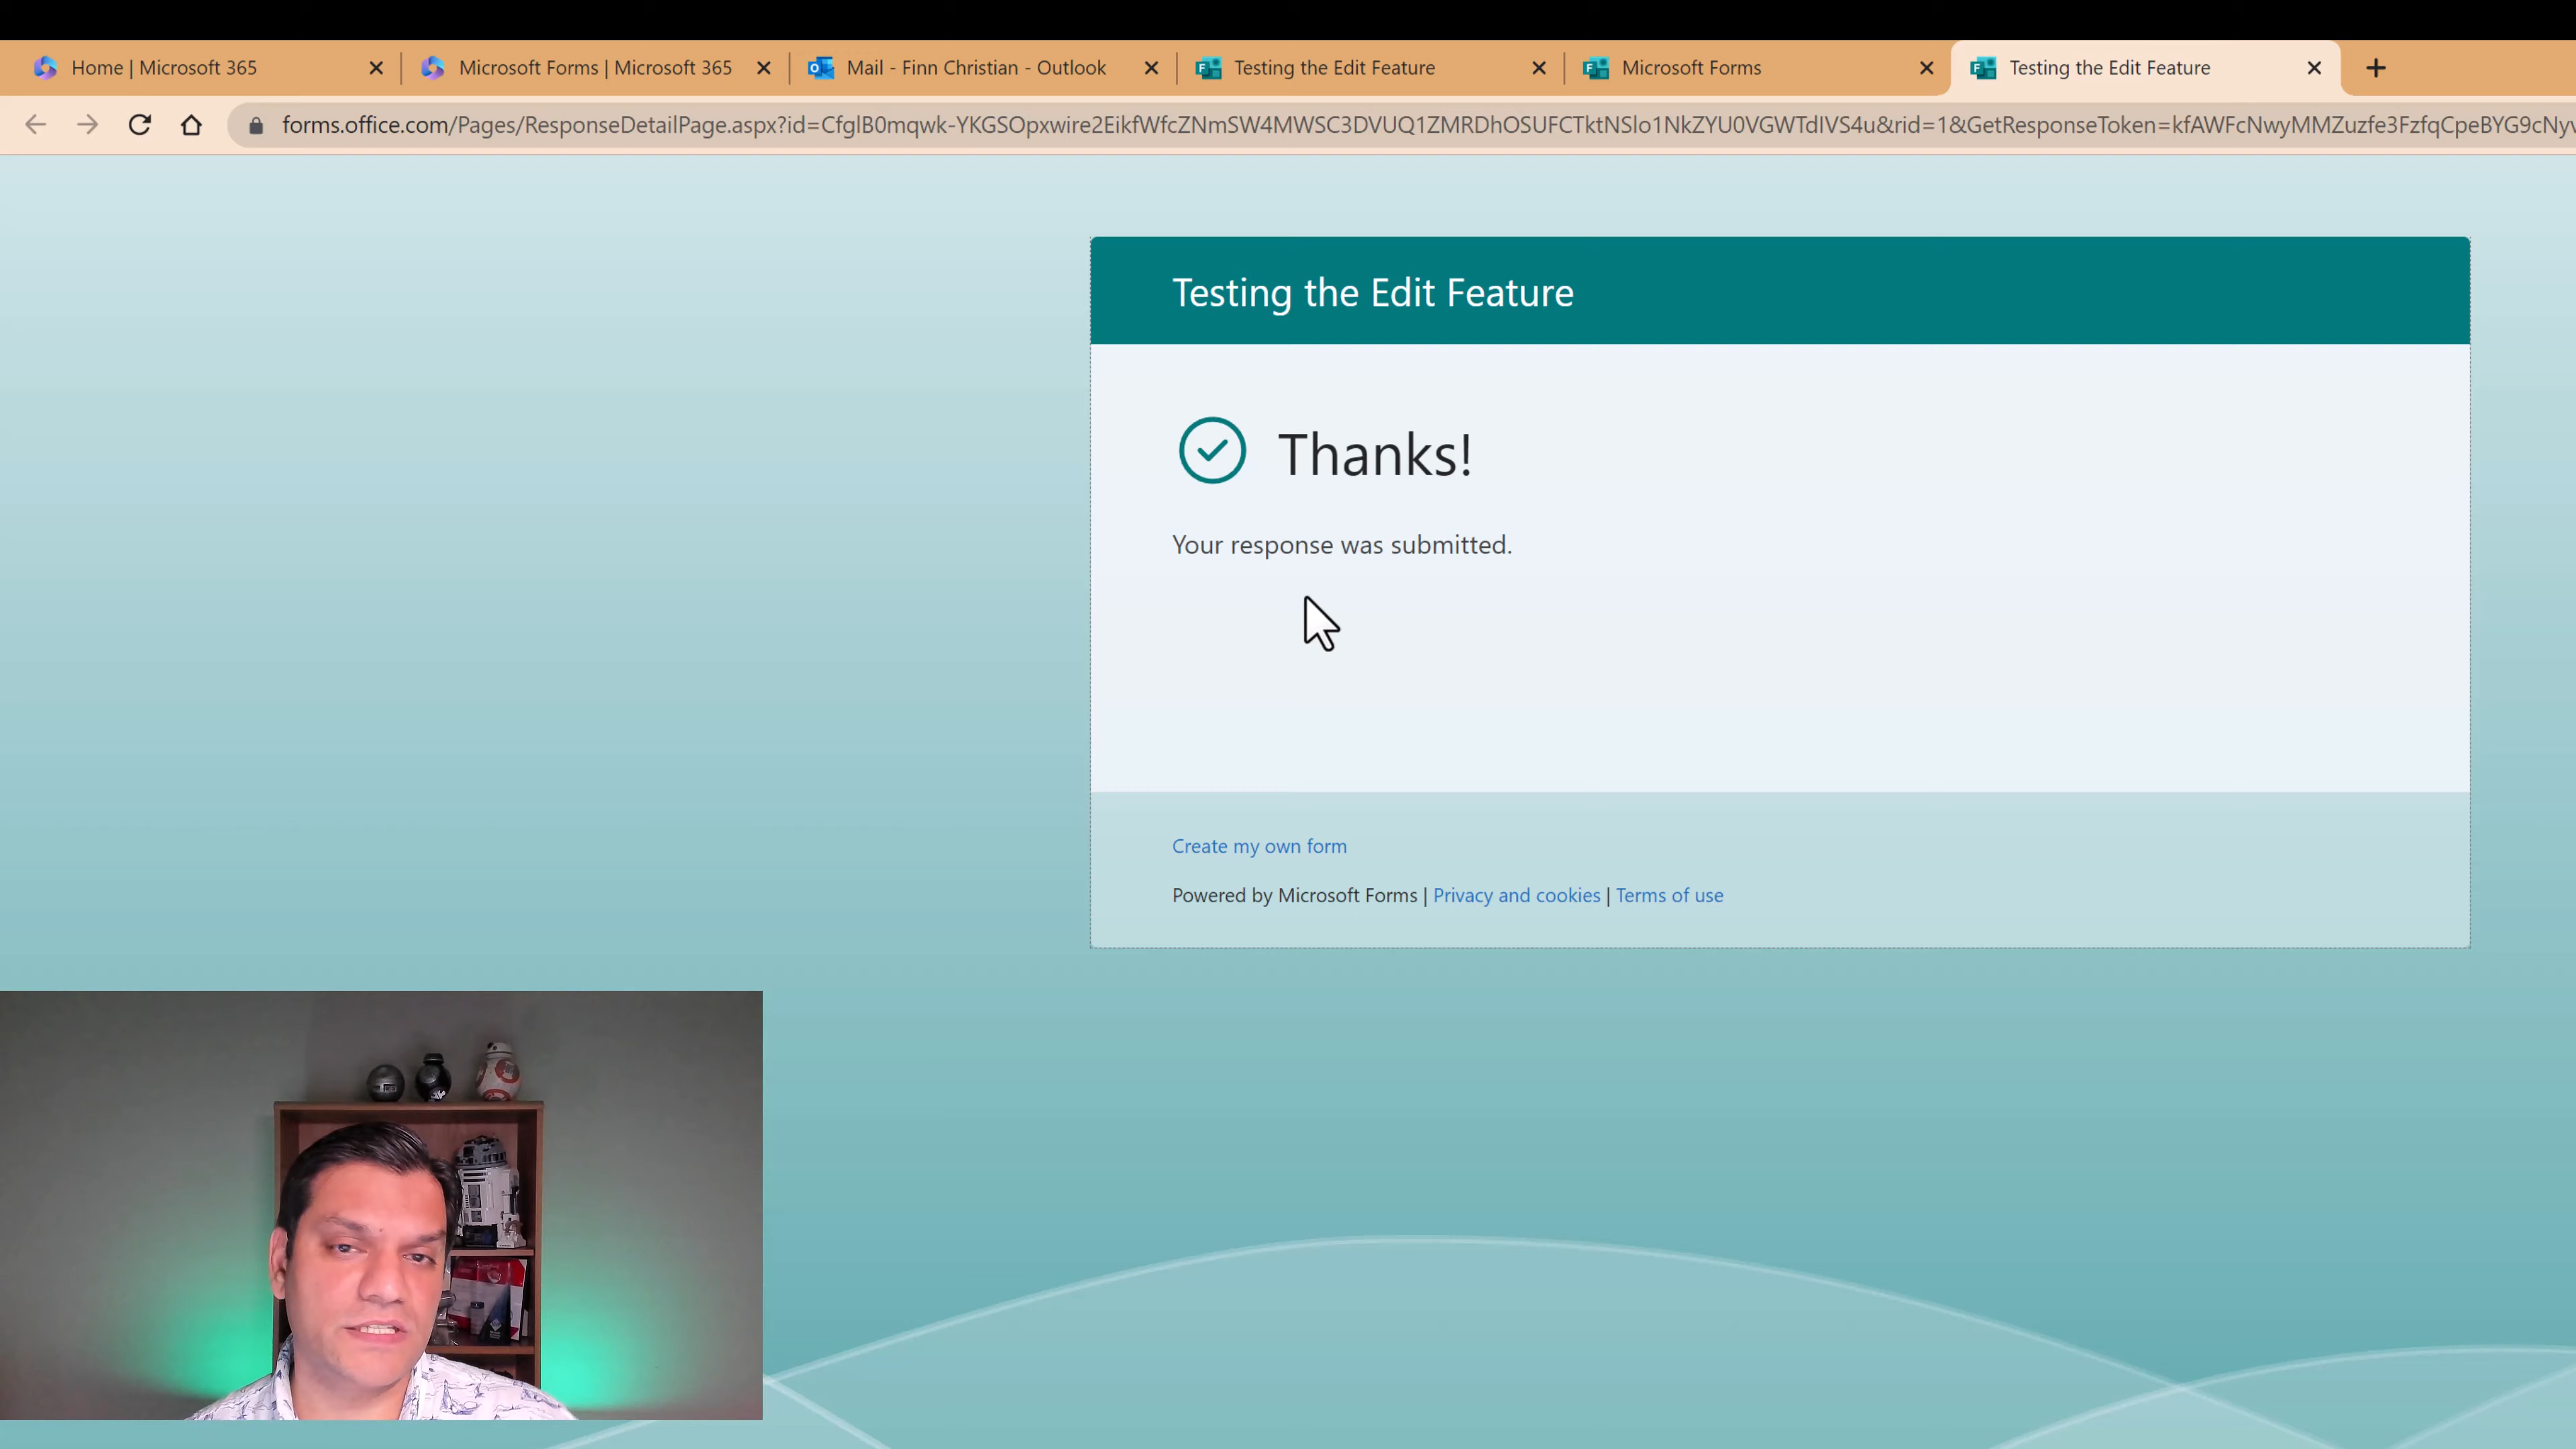 Home | Microsoft 365
Microsoft Forms | Microsoft 365
Mail - Finn Christian - Outlook
Testing the Edit Feature
Microsoft Forms
Testing the Edit Feature
forms.office.com/Pages/ResponseDetailPage.aspx?id=CfglB0mqwk-YKGSOpxwire2EikfWfcZNmSW4MWSC3DVUQ1ZMRDhOSUFCTktNSlo1NkZYU0VGWTdIVS4u&rid=1&GetResponseToken=kfAWFcNwyMMZuzfe3FzfqCpeBYG9cNyv
Testing the Edit Feature
Thanks!
Your response was submitted.
Create my own form
Powered by Microsoft Forms | Privacy and cookies | Terms of use